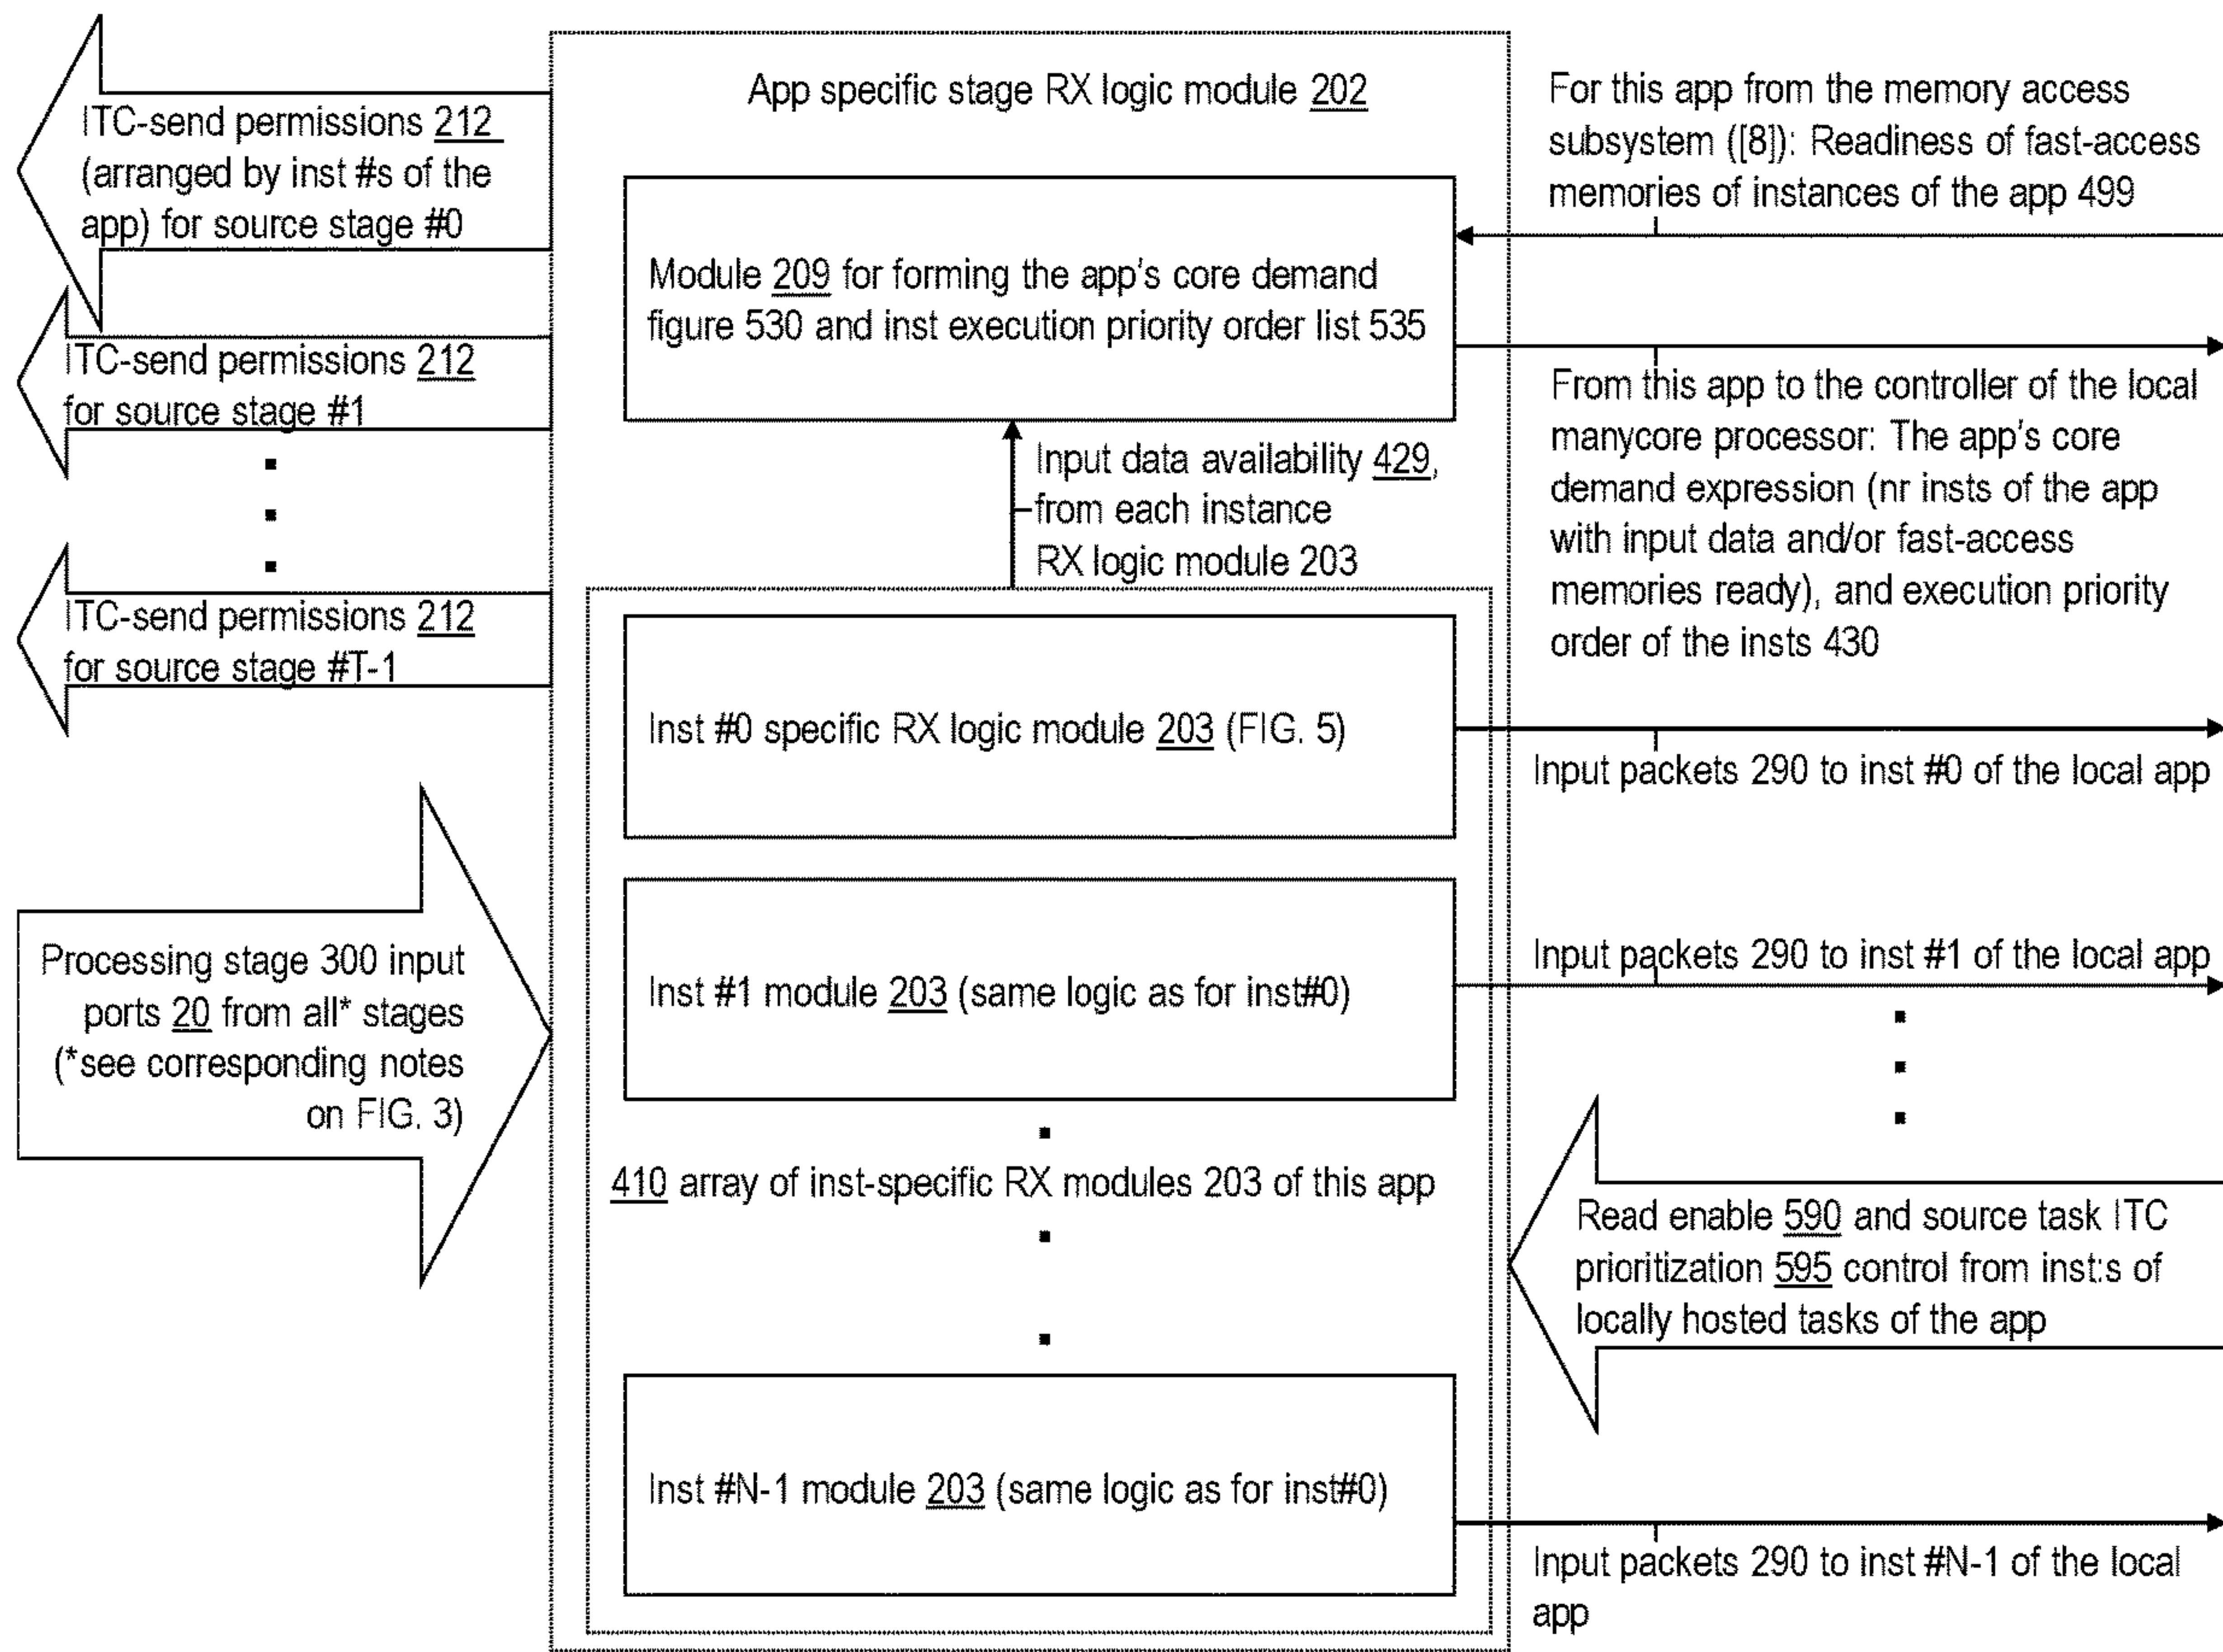 App specific stage RX logic module 202
ITC-send permissions 212
(arranged by inst #s of the
app) for source stage #0
ITC-send permissions 212
for source stage #1
ITC-send permissions 212
for source stage #T-1
Processing stage 300 input
ports 20 from all* stages
(*see corresponding notes
on FIG. 3)
Module 209 for forming the app's core demand
figure 530 and inst execution priority order list 535
Input data availability 429,
from each instance
RX logic module 203
Inst #0 specific RX logic module 203 (FIG. 5)
Inst #1 module 203 (same logic as for inst#0)
410 array of inst-specific RX modules 203 of this app
Inst #N-1 module 203 (same logic as for inst#0)
For this app from the memory access
subsystem ([8]): Readiness of fast-access
memories of instances of the app 499
From this app to the controller of the local
manycore processor: The app's core
demand expression (nr insts of the app
with input data and/or fast-access
memories ready), and execution priority
order of the insts 430
Input packets 290 to inst #0 of the local app
Input packets 290 to inst #1 of the local app
Read enable 590 and source task ITC
prioritization 595 control from inst:s of
locally hosted tasks of the app
Input packets 290 to inst #N-1 of the local
app